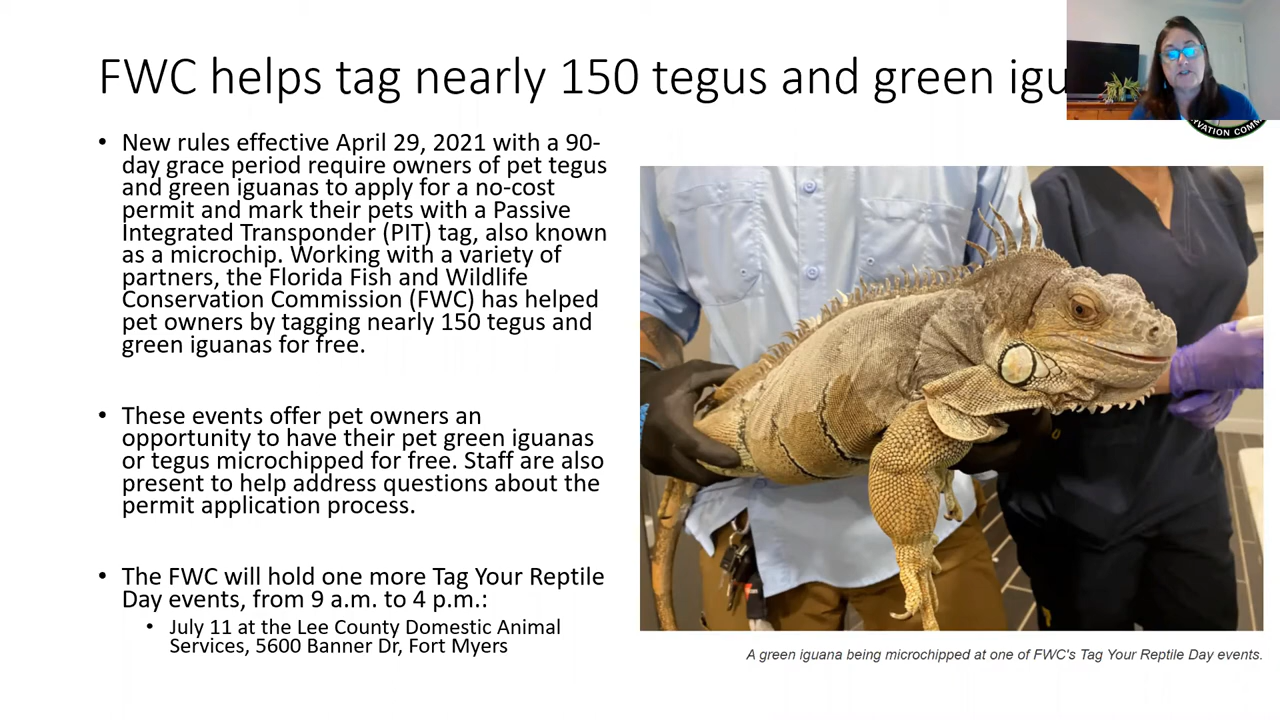 FWC helps tag nearly 150 tegus and green igu
• New rules effective April 29, 2021 with a 90-
day grace period require owners of pet tegus
and green iguanas to apply for a no-cost
permit and mark their pets with a Passive
Integrated Transponder (PIT) tag, also known
as a microchip. Working with a variety of
partners, the Florida Fish and Wildlife
Conservation Commission (FWC) has helped
pet owners by tagging nearly 150 tegus and
green iguanas for free.
• These events offer pet owners an
opportunity to have their pet green iguanas
or tegus microchipped for free. Staff are also
present to help address questions about the
permit application process.
• The FWC will hold one more Tag Your Reptile
Day events, from 9 a.m. to 4 p.m.:
• July 11 at the Lee County Domestic Animal
Services, 5600 Banner Dr, Fort Myers
VATION COMM
A green iguana being microchipped at one of FWC's Tag Your Reptile Day events.